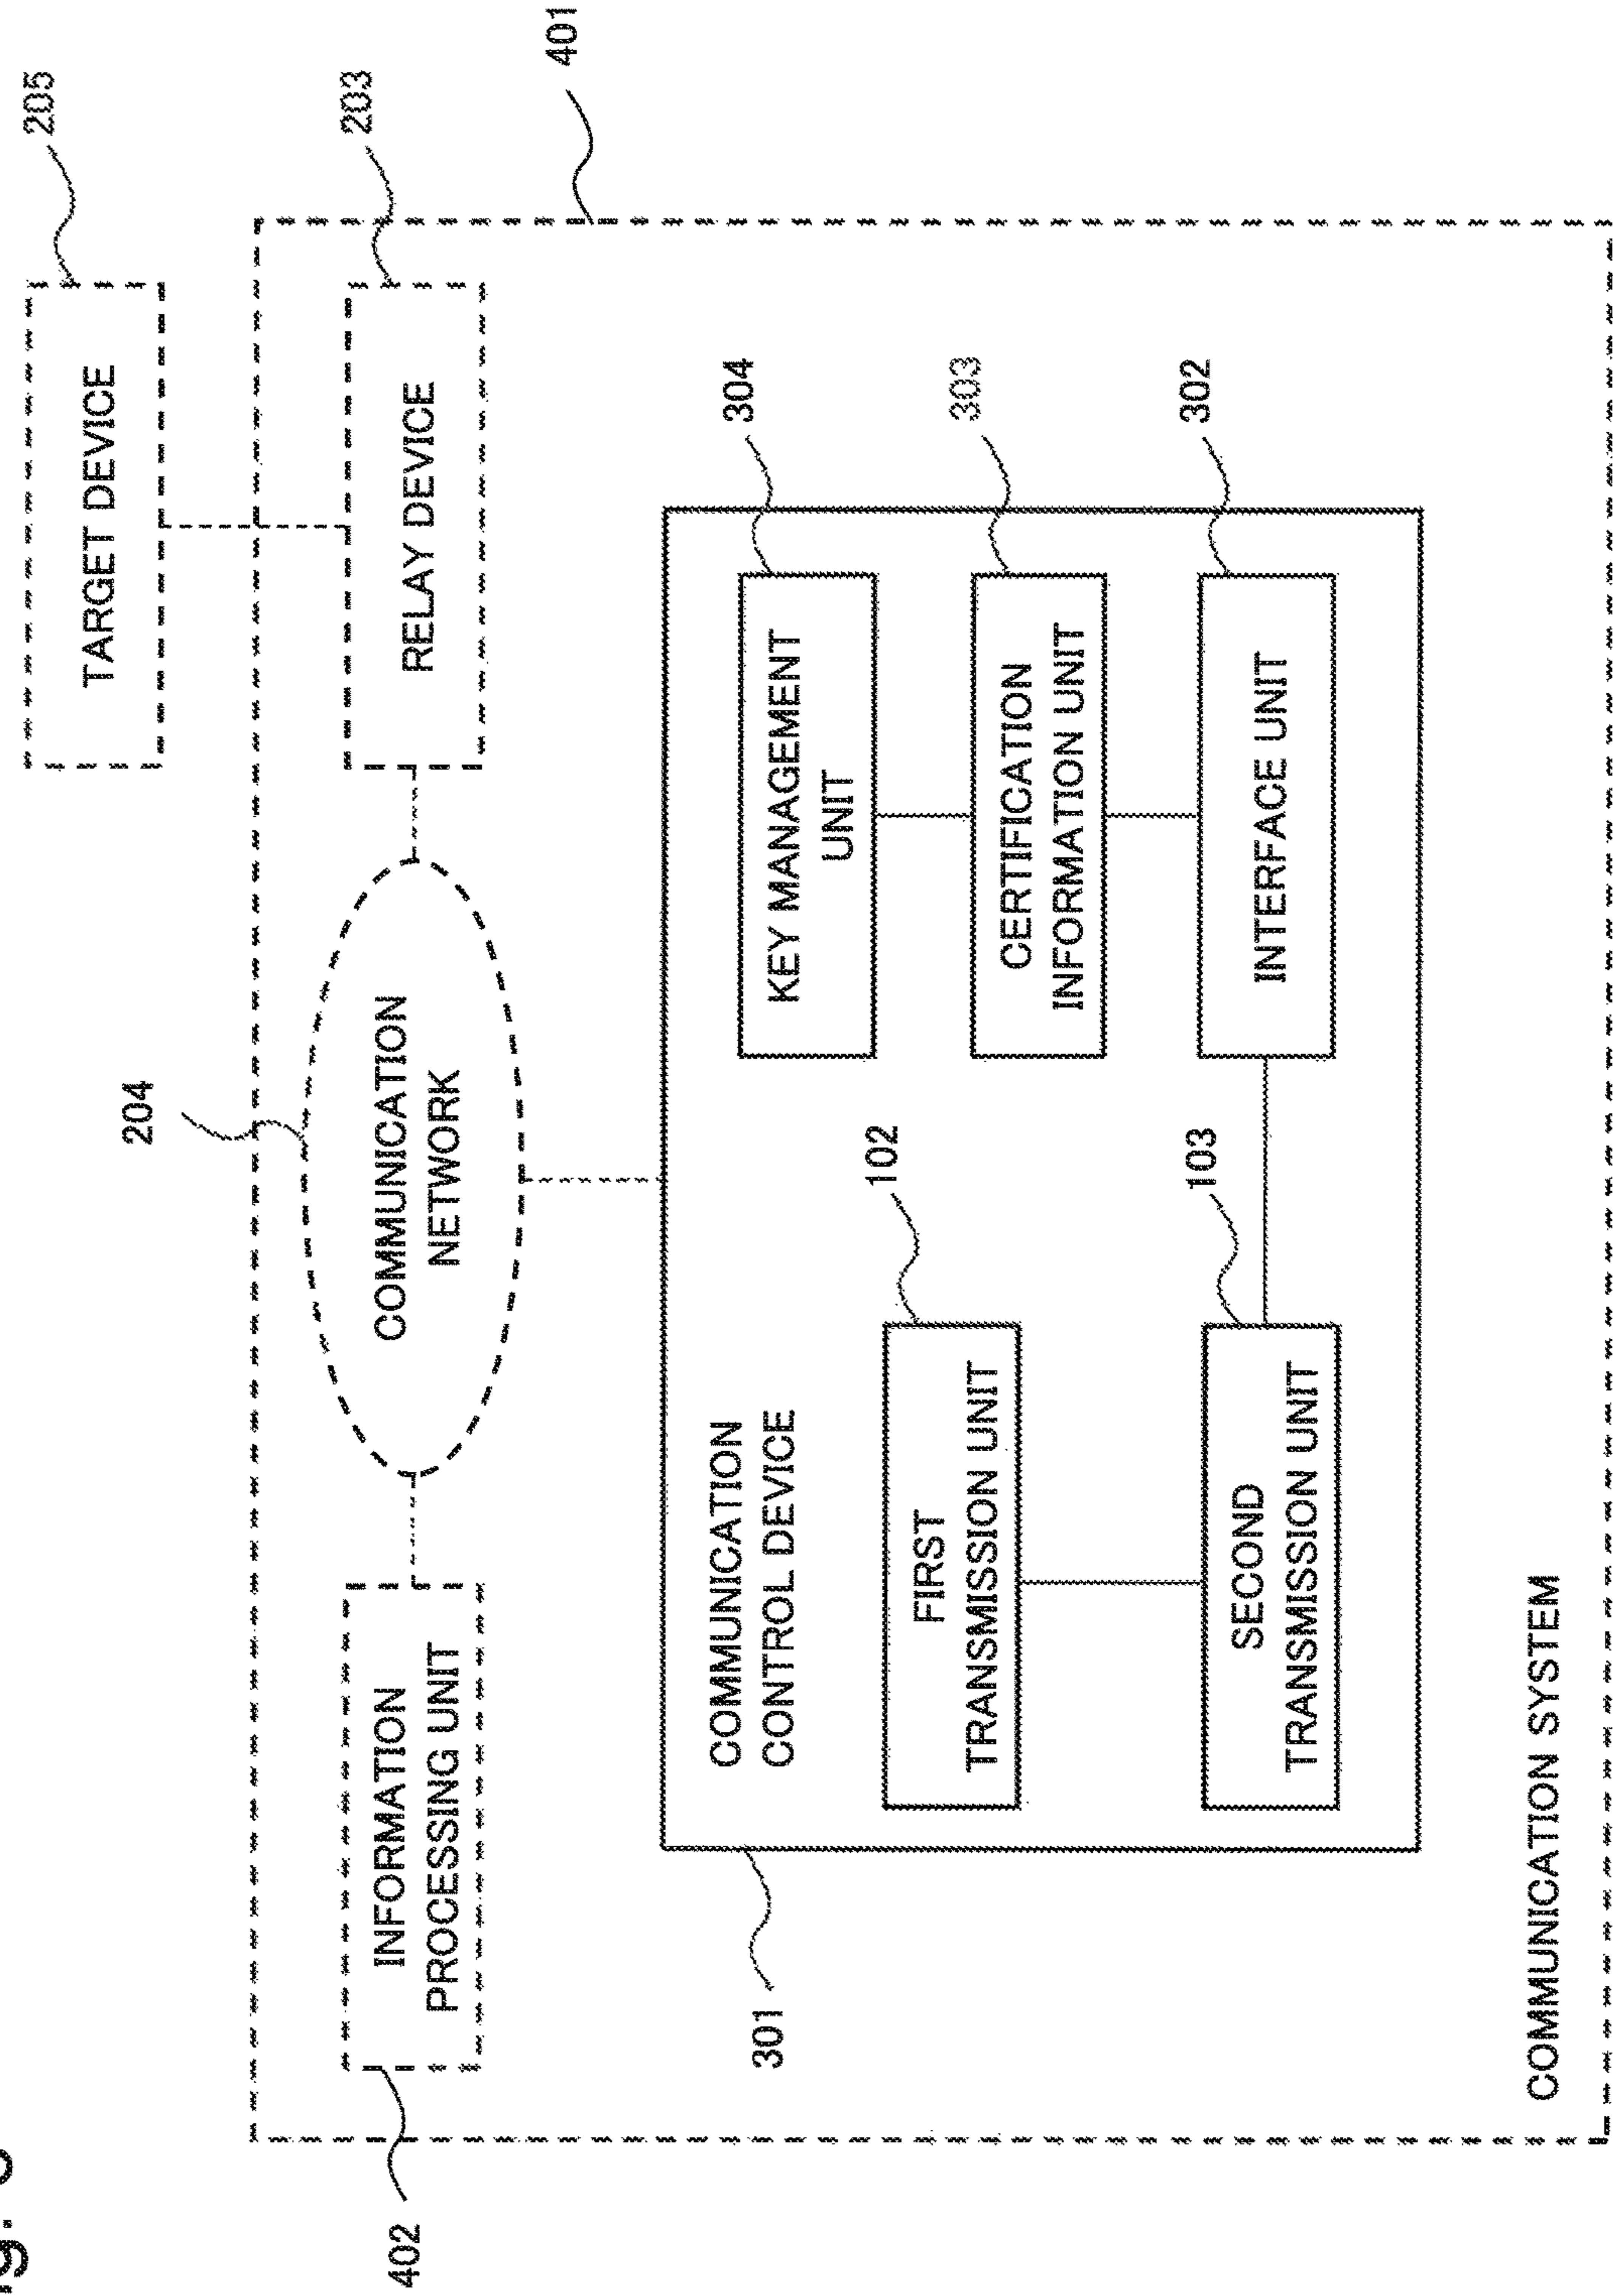 205
TARGET DEVICE
204
203
402
INFORMATION
PROCESSING UNIT
COMMUNICATION
NETWORK
RELAY DEVICE
401
301
COMMUNICATION
CONTROL DEVICE
304
KEY MANAGEMENT
UNIT
102
FIRST
TRANSMISSION UNIT
303
CERTIFICATION
INFORMATION UNIT
103
SECOND
TRANSMISSION UNIT
302
INTERFACE UNIT
COMMUNICATION SYSTEM